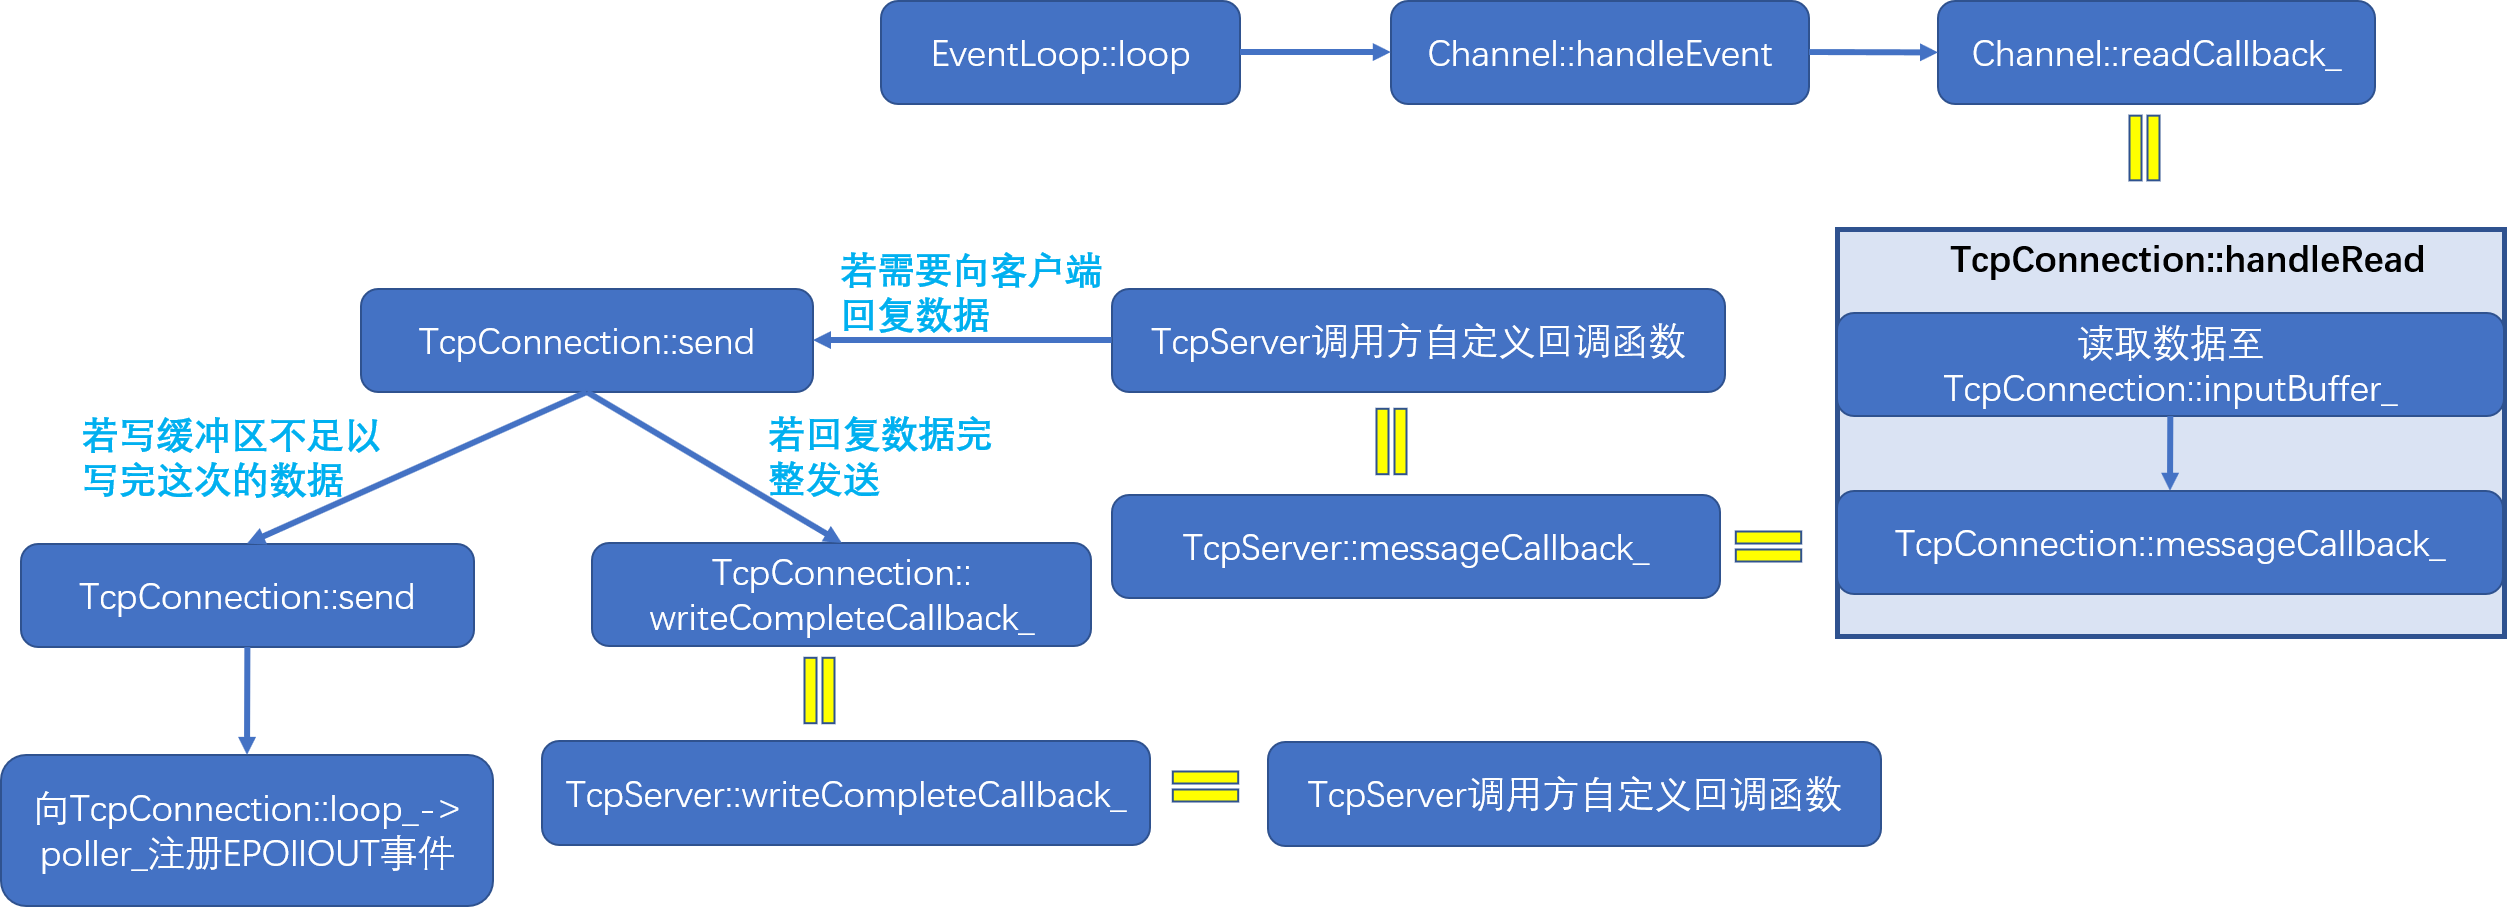 EventLoop::loop
Channel::handleEvent
Channel::readCallback_
TcpConnection::handleRead
读取数据至
TcpConnection::inputBuffer_
TcpConnection::messageCallback_
TcpServer::messageCallback_
TcpServer调用方自定义回调函数
若需要向客户端
回复数据
TcpConnection::send
若写缓冲区不足以
写完这次的数据
若回复数据完
整发送
TcpConnection::send
TcpConnection::
writeCompleteCallback_
向TcpConnection::loop_->
poller_注册EPOllOUT事件
TcpServer::writeCompleteCallback_
TcpServer调用方自定义回调函数